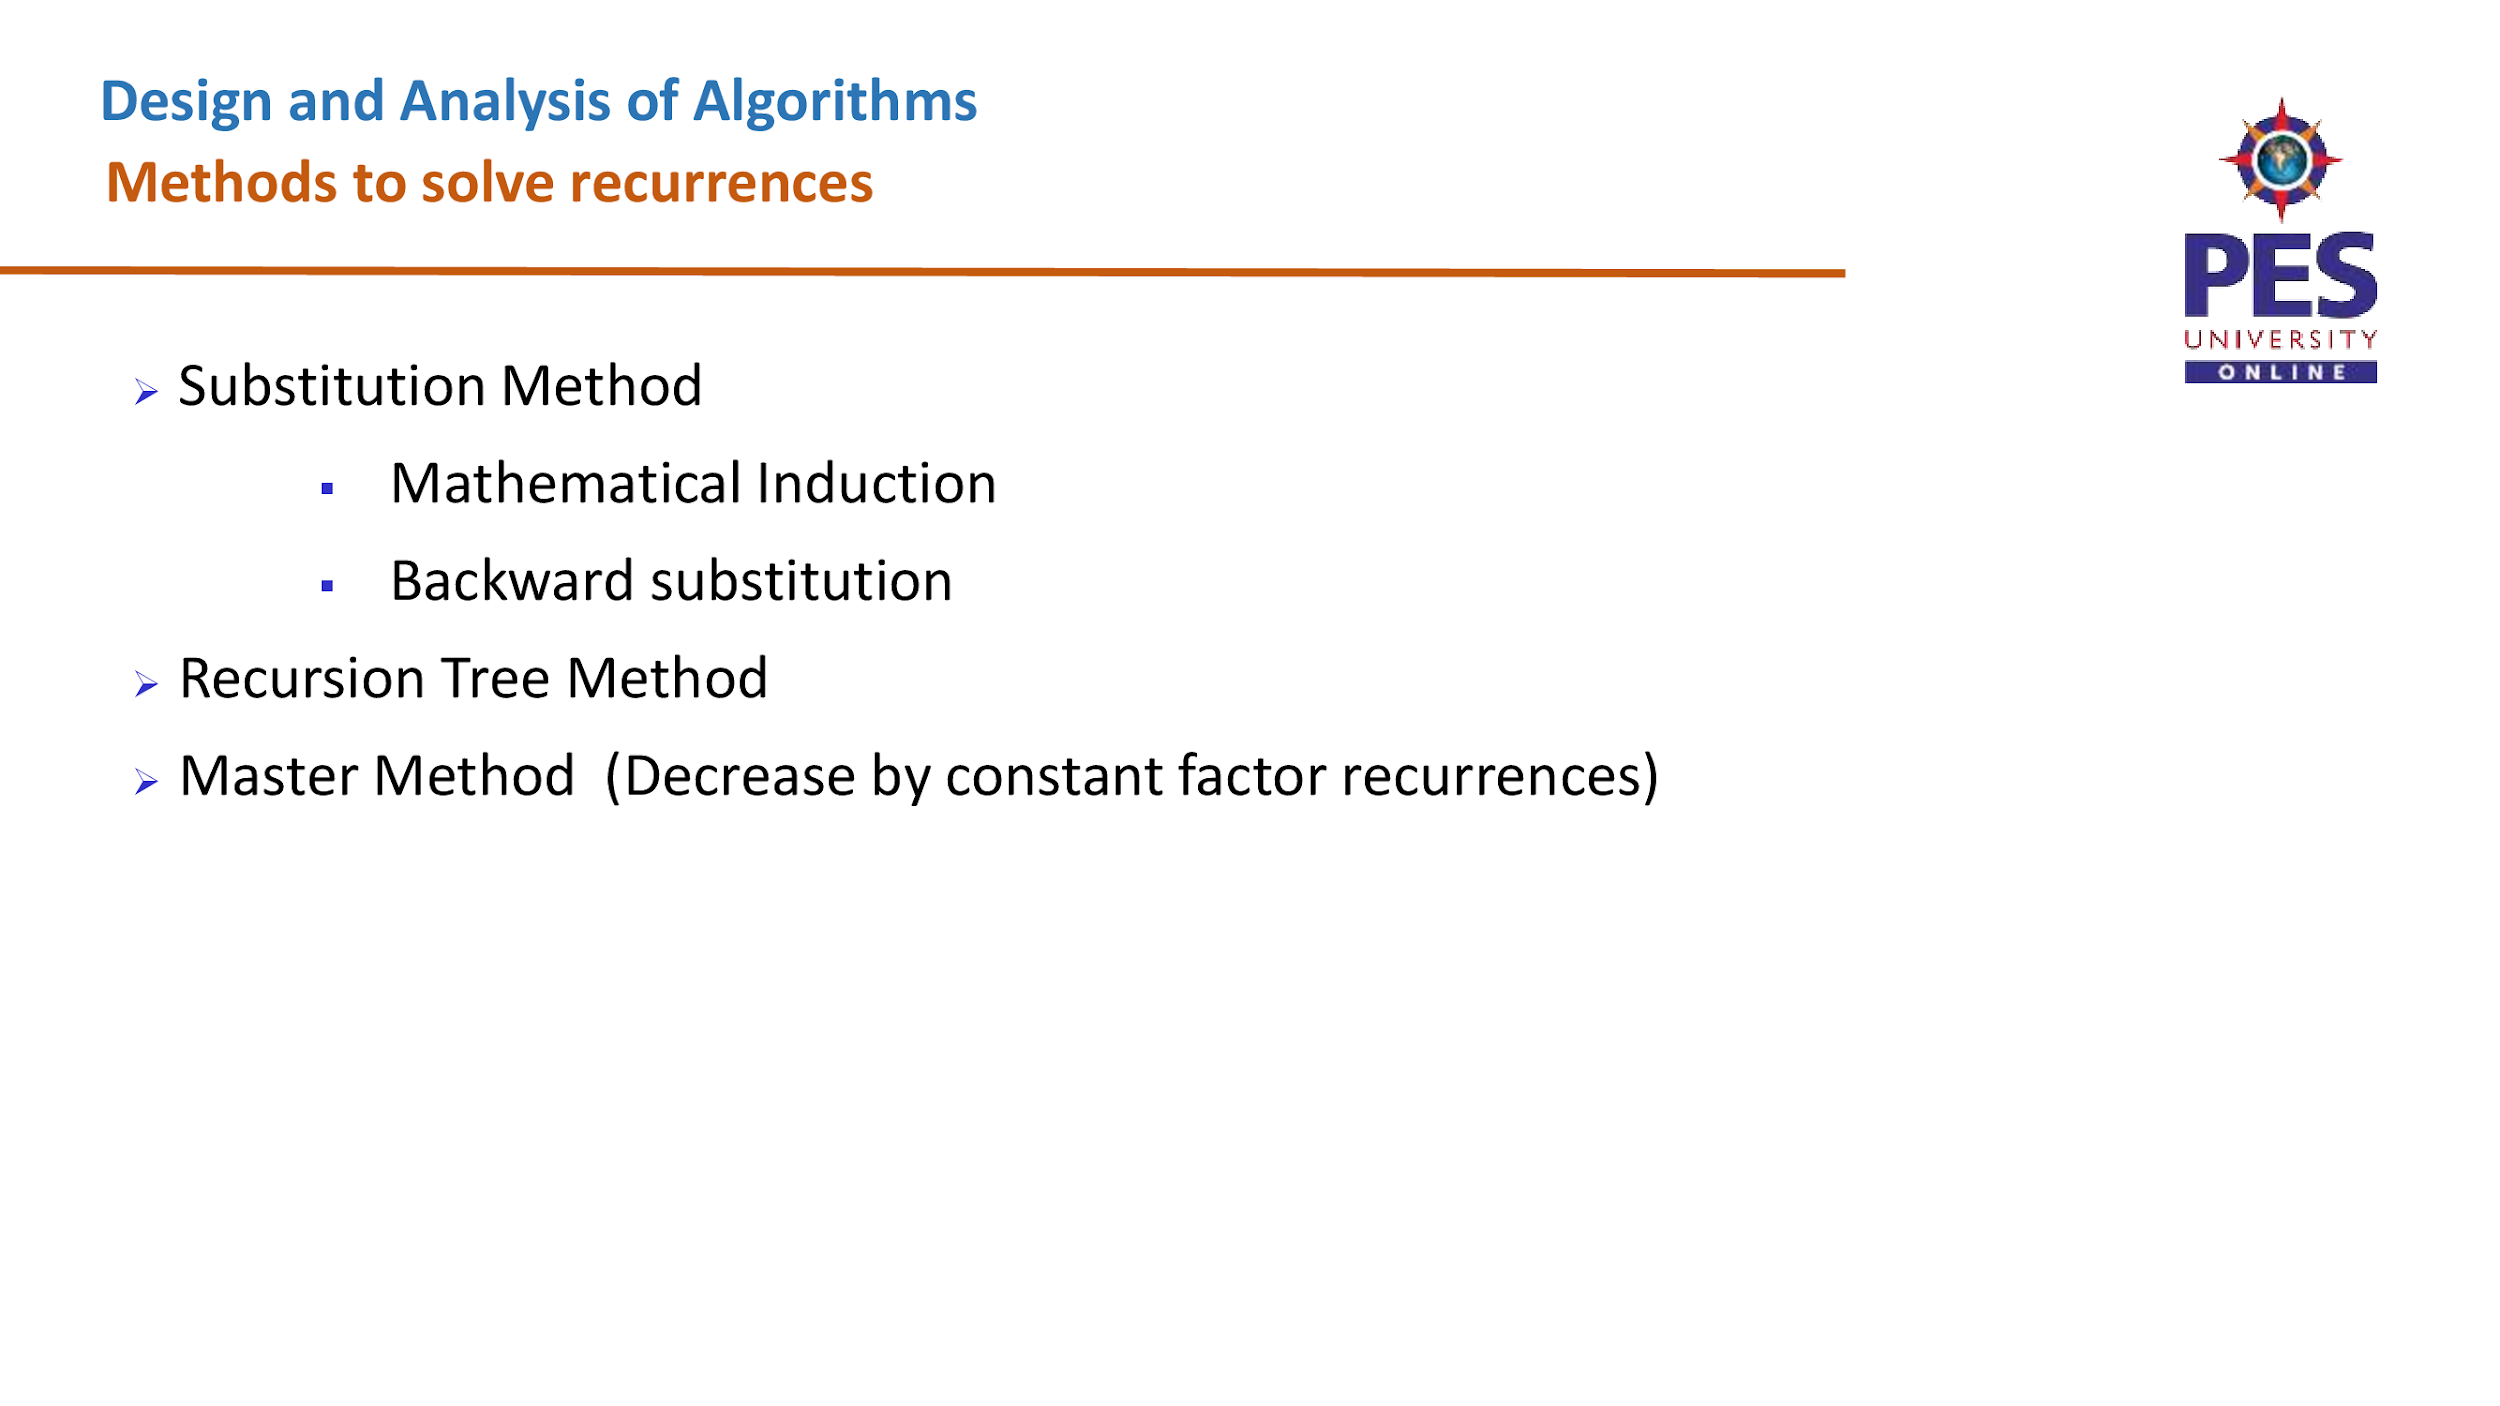 Design and Analysis of Algorithms
Methods to solve recurrences
PES
UNIVERSITY
ONLINE
Substitution Method
Mathematical Induction
Backward substitution
Recursion Tree Method
Master Method (Decrease by constant factor recurrences)